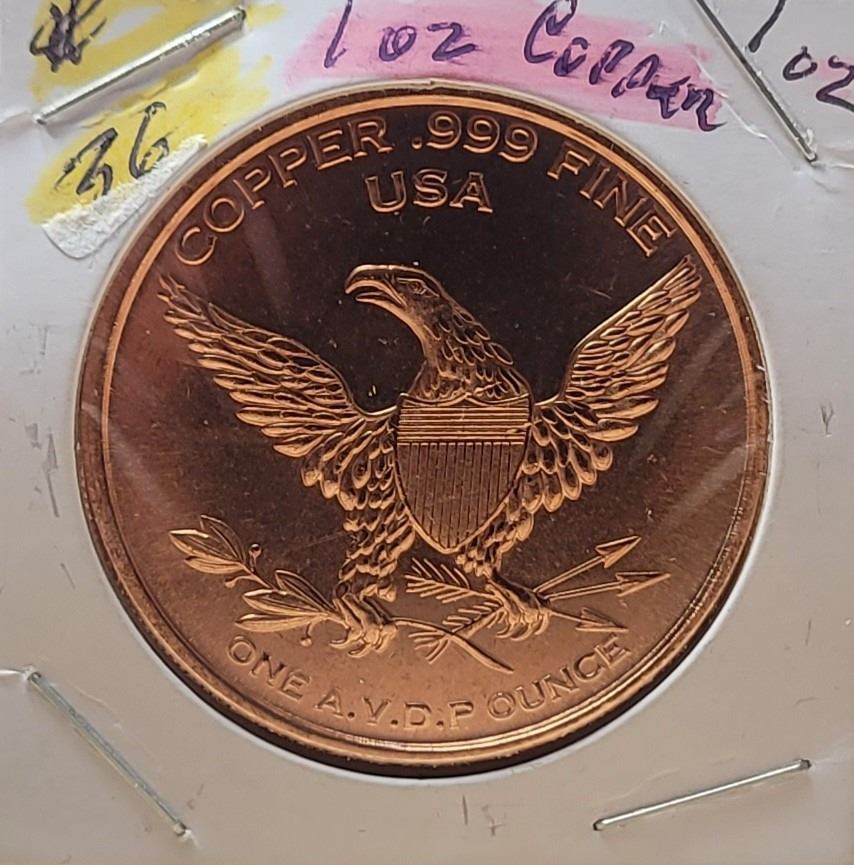 1 oz Copper
1 oz
36
COPPER .999 FINE
USA
ONE A.V.D.P OUNCE